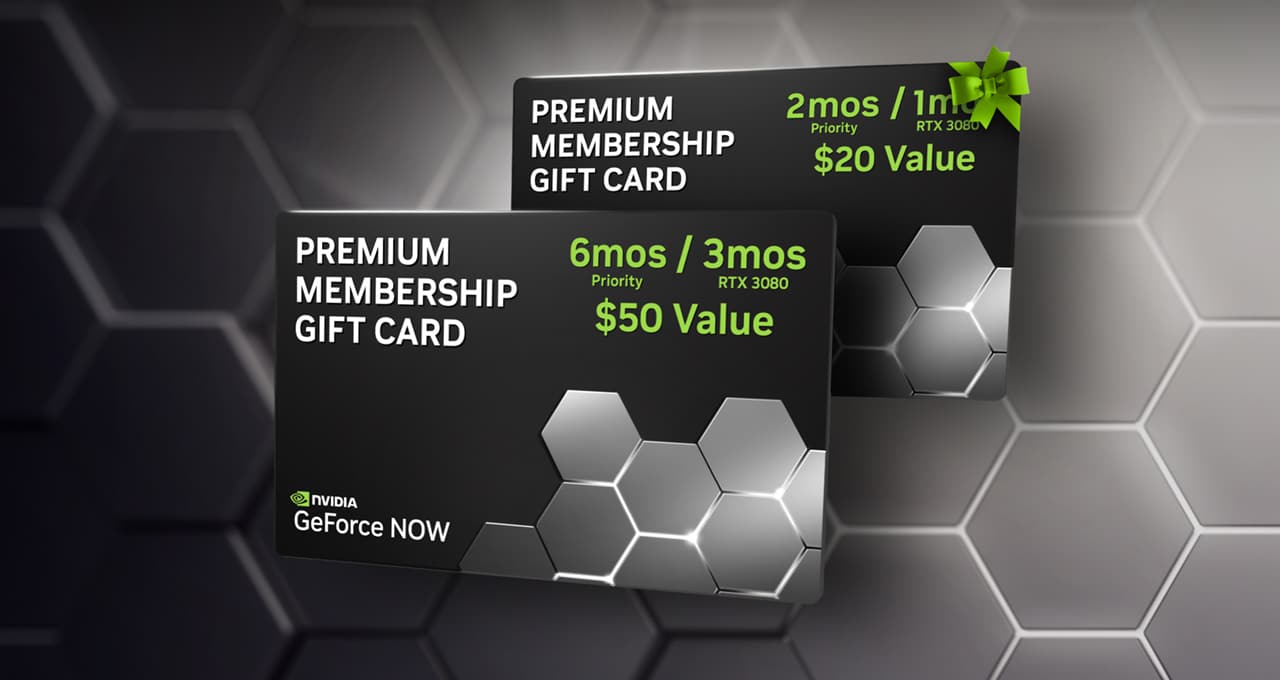 PREMIUM
MEMBERSHIP
GIFT CARD
2mos / 1
Priority
RTX 3080
$20 Value
PREMIUM
MEMBERSHIP
GIFT CARD
6mos / 3mos
Priority
RTX 3080
$50 Value
NVIDIA
GeForce NOW